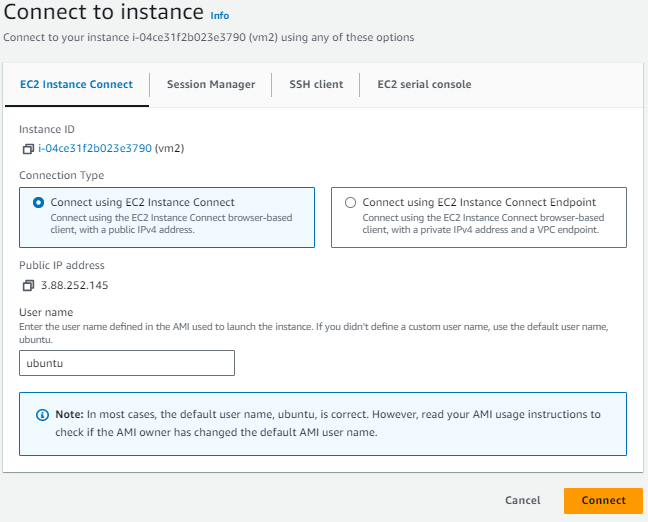 Connect to instance Info
Connect to your instance i-04ce31f2b023e3790 (vm2) using any of these options
EC2 Instance Connect
Session Manager
SSH client
EC2 serial console
Instance ID
i-04ce31f2b023e3790 (vm2)
Connection Type
Connect using EC2 Instance Connect
Connect using the EC2 Instance Connect browser-based
client, with a public IPv4 address.
Connect using EC2 Instance Connect Endpoint
Connect using the EC2 Instance Connect browser-based
client, with a private IPv4 address and a VPC endpoint.
Public IP address
3.88.252.145
User name
Enter the user name defined in the AMI used to launch the instance. If you didn't define a custom user name, use the default user name,
ubuntu.
ubuntu
Note: In most cases, the default user name, ubuntu, is correct. However, read your AMI usage instructions to
check if the AMI owner has changed the default AMI user name.
Cancel
Connect